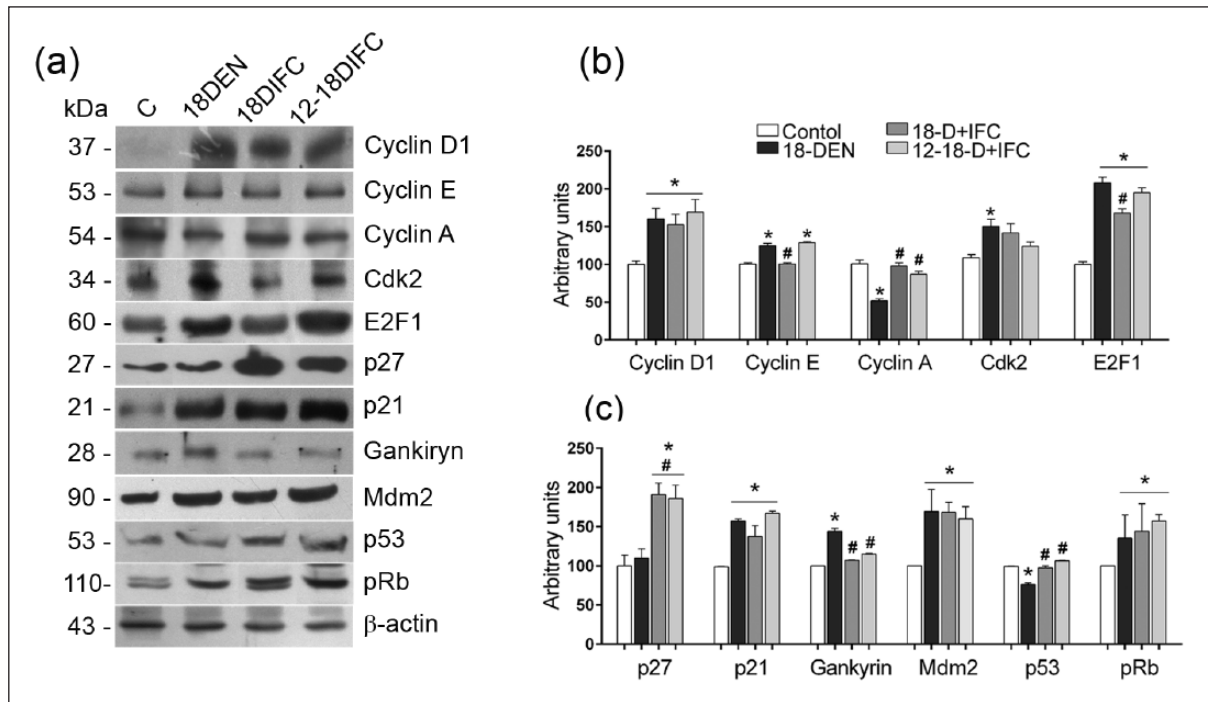 (a)
kDa C 18DEN 18DIFC 12-18DIFC
37 - Cyclin D1
53 - Cyclin E
54 - Cyclin A
34 - Cdk2
60 - E2F1
27 - p27
21 - p21
28 - Gankiryn
90 - Mdm2
53 - p53
110- pRb
43 - β-actin
(b)
Contol 18-D+IFC
18-DEN 12-18-D+IFC
Arbitrary units
250
200
150
100
50
0
* * # * * # # * * #
Cyclin D1 Cyclin E Cyclin A Cdk2 E2F1
(c)
Arbitrary units
250
200
150
100
50
0
* # * * # # * * # # *
p27 p21 Gankyrin Mdm2 p53 pRb